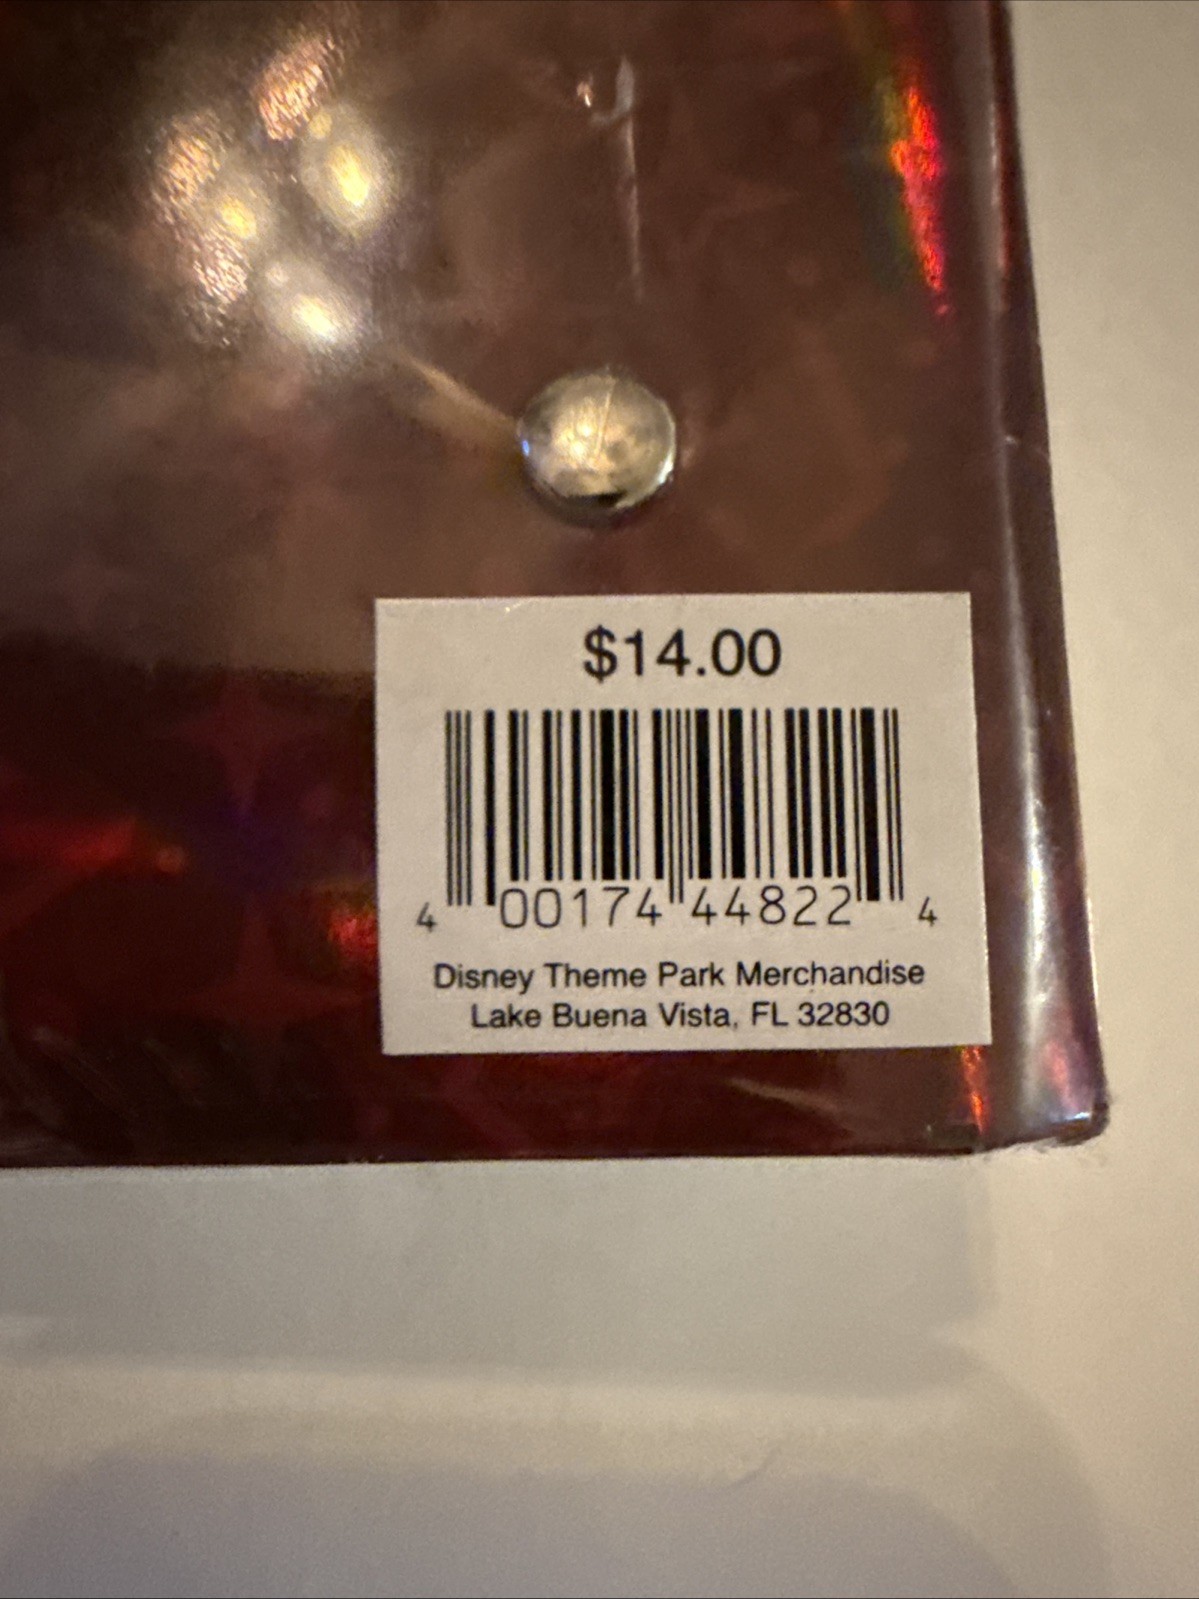 $14.00
4 00174 44822 4
Disney Theme Park Merchandise
Lake Buena Vista, FL 32830